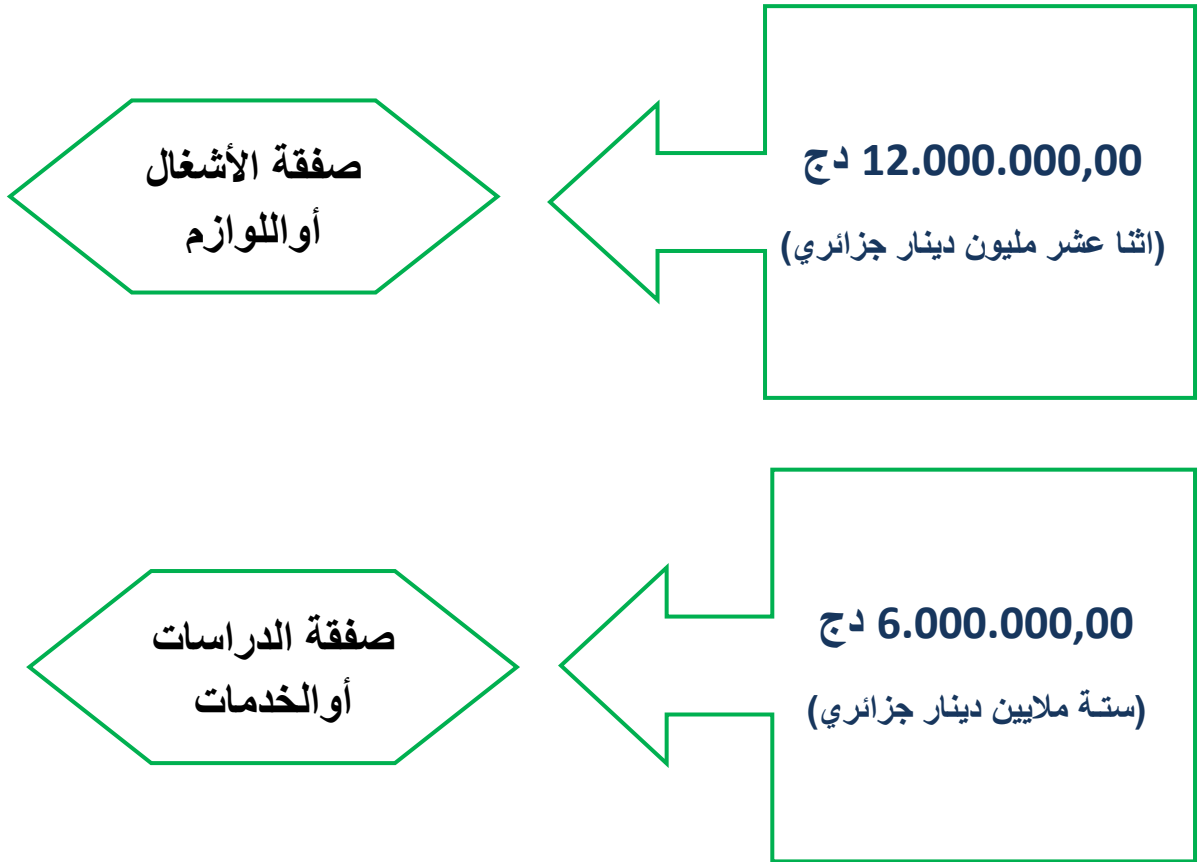 12.000.000,00 دج
(اثنا عشر مليون دينار جزائري)
صفقة الأشغال
أواللوازم
6.000.000,00 دج
(ستـة ملايين دينار جزائري)
صفقة الدراسات
أوالخدمات